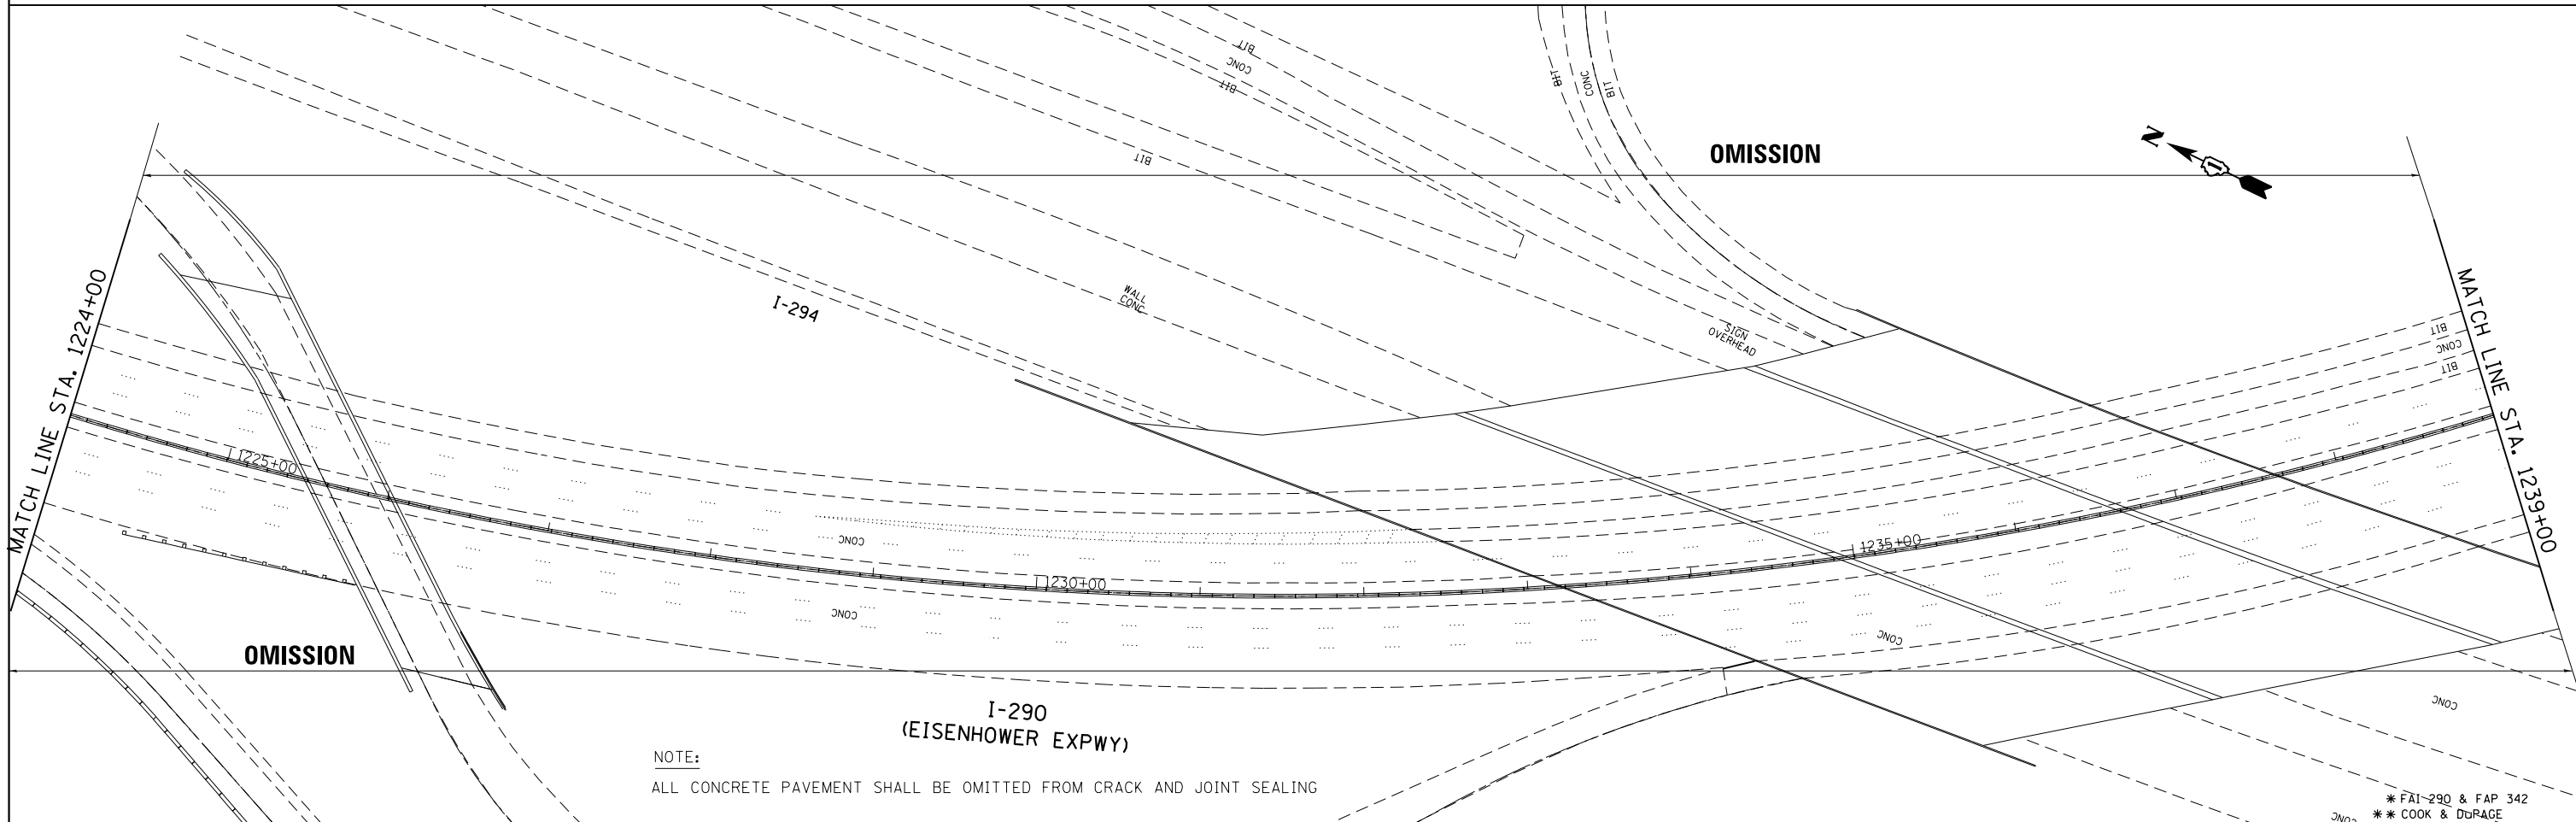 BIT
CONC
BIT
BIT
CONC
BIT
BIT
OMISSION
N
MATCH LINE STA. 1224+00
I-294
WALL
CONC
SIGN
OVERHEAD
BIT
CONC
BIT
MATCH LINE STA. 1239+00
1225+00
CONC
1230+00
1235+00
CONC
CONC
OMISSION
I-290
(EISENHOWER EXPWY)
CONC
NOTE:
ALL CONCRETE PAVEMENT SHALL BE OMITTED FROM CRACK AND JOINT SEALING
* FAI 290 & FAP 342
** COOK & DuPAGE
CONC